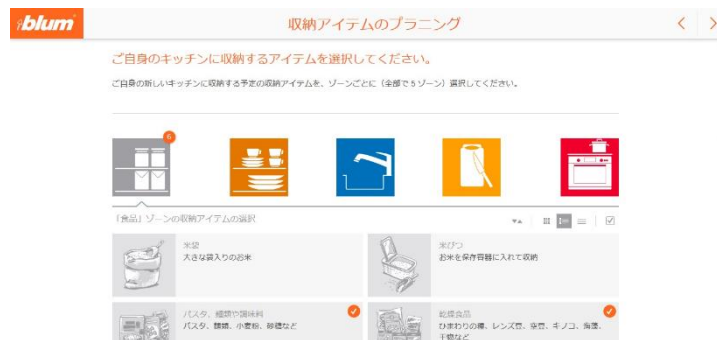 blum
収納アイテムのプラニング
ご自身のキッチンに収納するアイテムを選択してください。
ご自身の新しいキッチンに収納する予定の収納アイテムを、ゾーンごとに（全部で5ゾーン）選択してください。
6
「食品」ゾーンの収納アイテムの選択
米袋
大きな袋入りのお米
米びつ
お米を保存容器に入れて収納
パスタ、麺類や調味料
パスタ、麺類、小麦粉、砂糖など
乾燥食品
ひまわりの種、レンズ豆、空豆、キノコ、海藻、
干物など